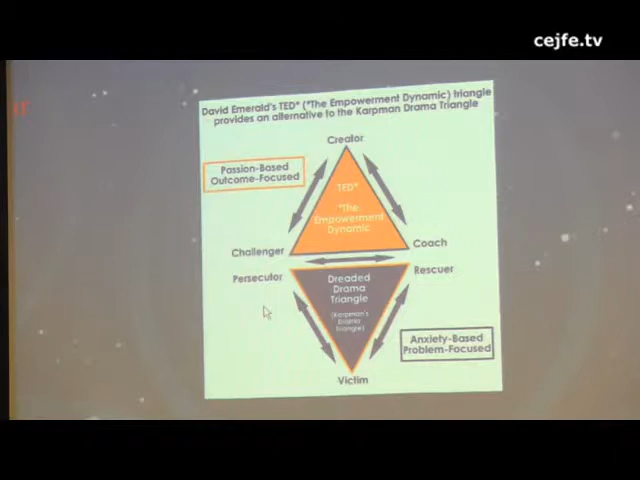 cejfe.tv
David Emerald's TED* (*The Empowerment Dynamic) triangle
provides an alternative to the Karpman Drama Triangle
Creator
Passion-Based
Outcome-Focused
TED*
*The
Empowerment
Dynamic
Challenger
Coach
Persecutor
Rescuer
Dreaded
Drama
Triangle
(Karpman's
Drama
Triangle)
Anxiety-Based
Problem-Focused
Victim